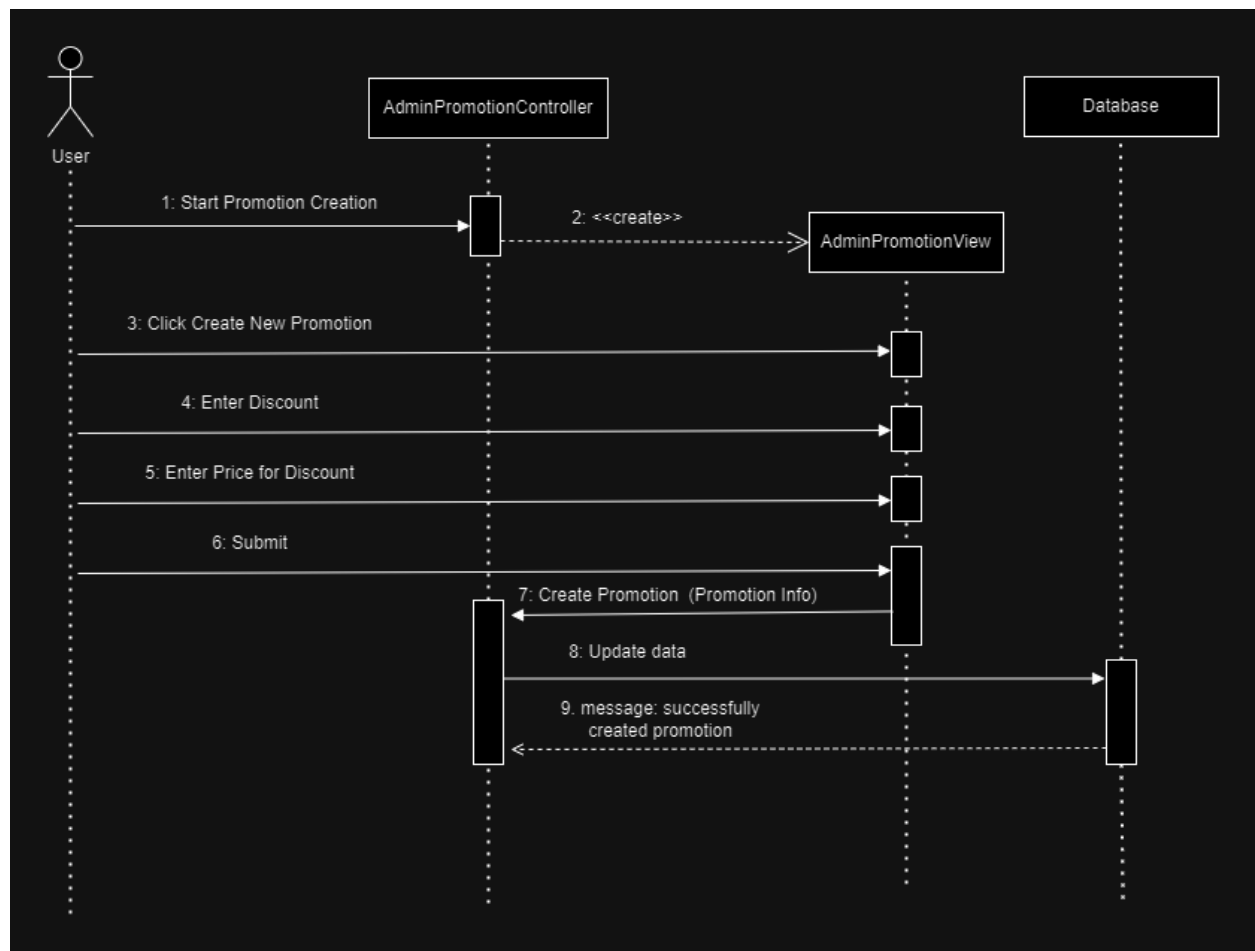 AdminPromotionController
Database
User
1: Start Promotion Creation
2: <<create>>
AdminPromotionView
3: Click Create New Promotion
4: Enter Discount
5: Enter Price for Discount
6: Submit
7: Create Promotion  (Promotion Info)
8: Update data
9. message: successfully
created promotion